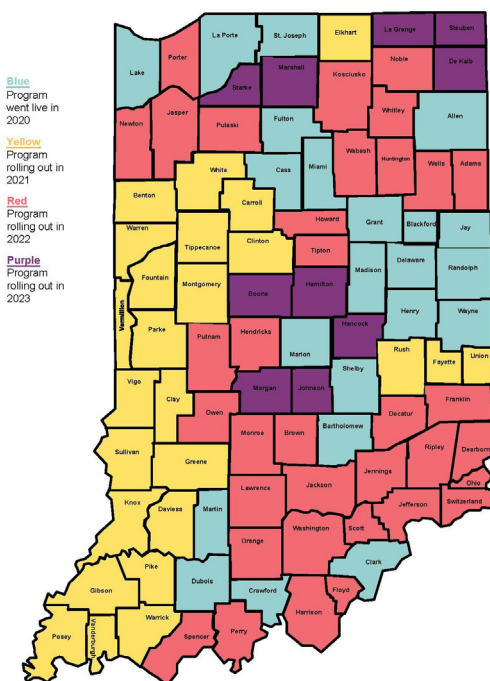 Blue
Program
went live in
2020
Yellow
Program
rolling out in
2021
Red
Program
rolling out in
2022
Purple
Program
rolling out in
2023
Lake
Porter
La Porte
St. Joseph
Elkhart
La Grange
Steuben
Newton
Jasper
Starke
Marshall
Kosciusko
Noble
De Kalb
Pulaski
Fulton
Whitley
Allen
White
Cass
Miami
Wabash
Huntington
Wells
Adams
Benton
Carroll
Howard
Grant
Blackford
Jay
Warren
Tippecanoe
Clinton
Tipton
Madison
Delaware
Randolph
Fountain
Montgomery
Boone
Hamilton
Henry
Wayne
Vermillion
Parke
Putnam
Hendricks
Marion
Hancock
Rush
Fayette
Union
Vigo
Clay
Owen
Morgan
Johnson
Shelby
Decatur
Franklin
Sullivan
Greene
Monroe
Brown
Bartholomew
Jennings
Ripley
Dearborn
Ohio
Knox
Daviess
Martin
Lawrence
Jackson
Jefferson
Switzerland
Gibson
Pike
Dubois
Orange
Washington
Scott
Clark
Posey
Vanderburgh
Warrick
Spencer
Perry
Crawford
Harrison
Floyd